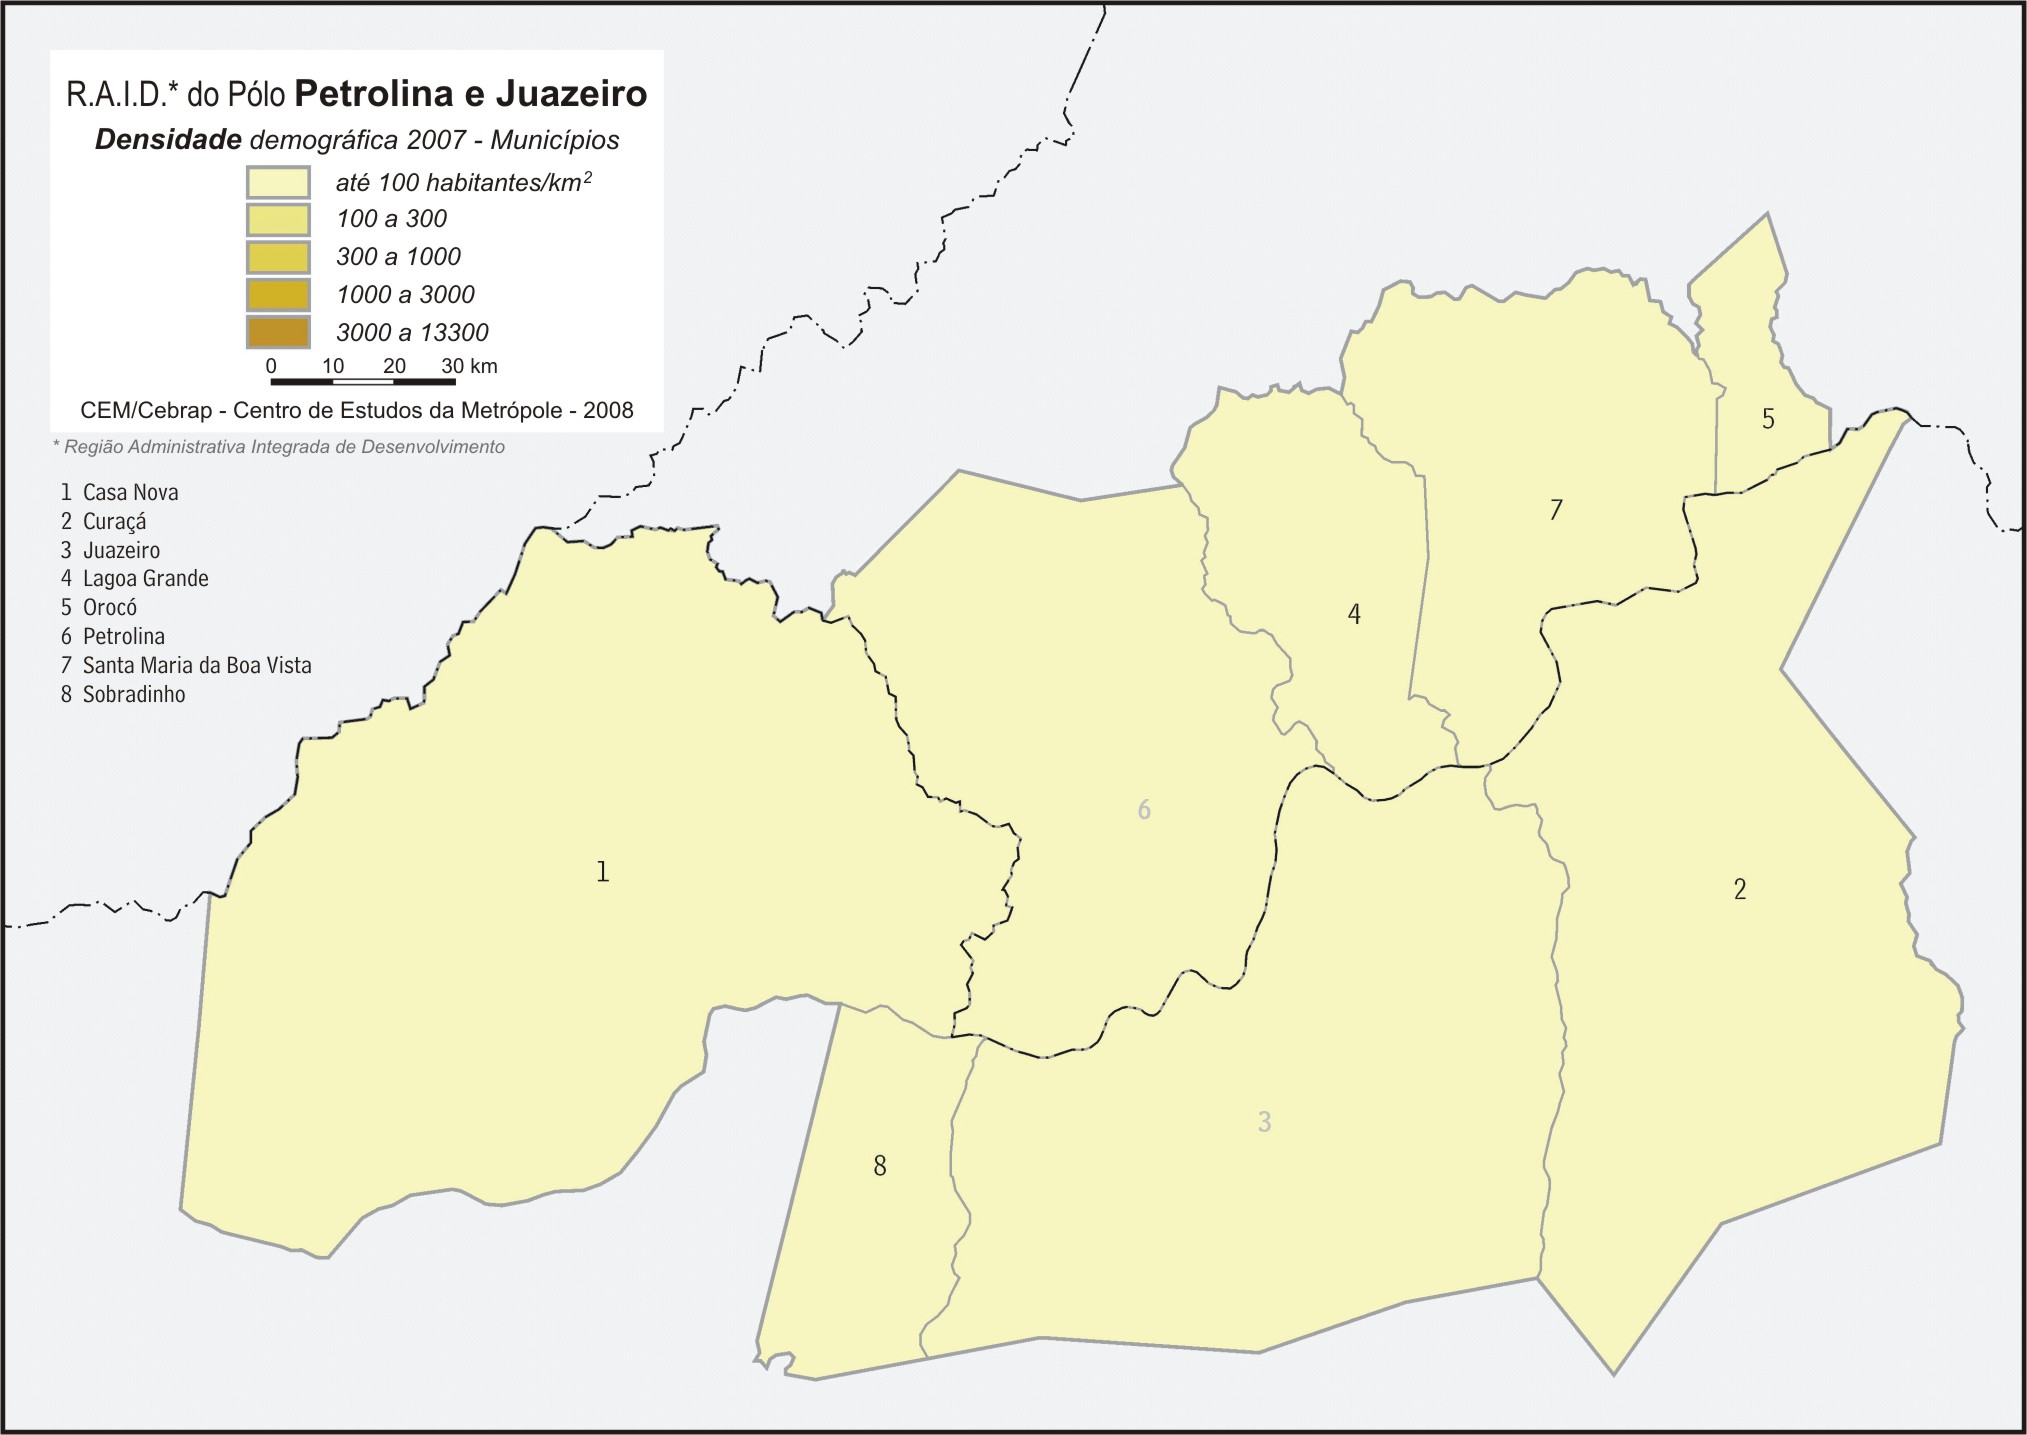 R.A.I.D.* do Pólo Petrolina e Juazeiro
Densidade demográfica 2007 - Municípios
até 100 habitantes/km²
100 a 300
300 a 1000
1000 a 3000
3000 a 13300
0 10 20 30 km
CEM/Cebrap - Centro de Estudos da Metrópole - 2008
* Região Administrativa Integrada de Desenvolvimento
1 Casa Nova
2 Curaçá
3 Juazeiro
4 Lagoa Grande
5 Orocó
6 Petrolina
7 Santa Maria da Boa Vista
8 Sobradinho
5
7
4
6
1
2
3
8